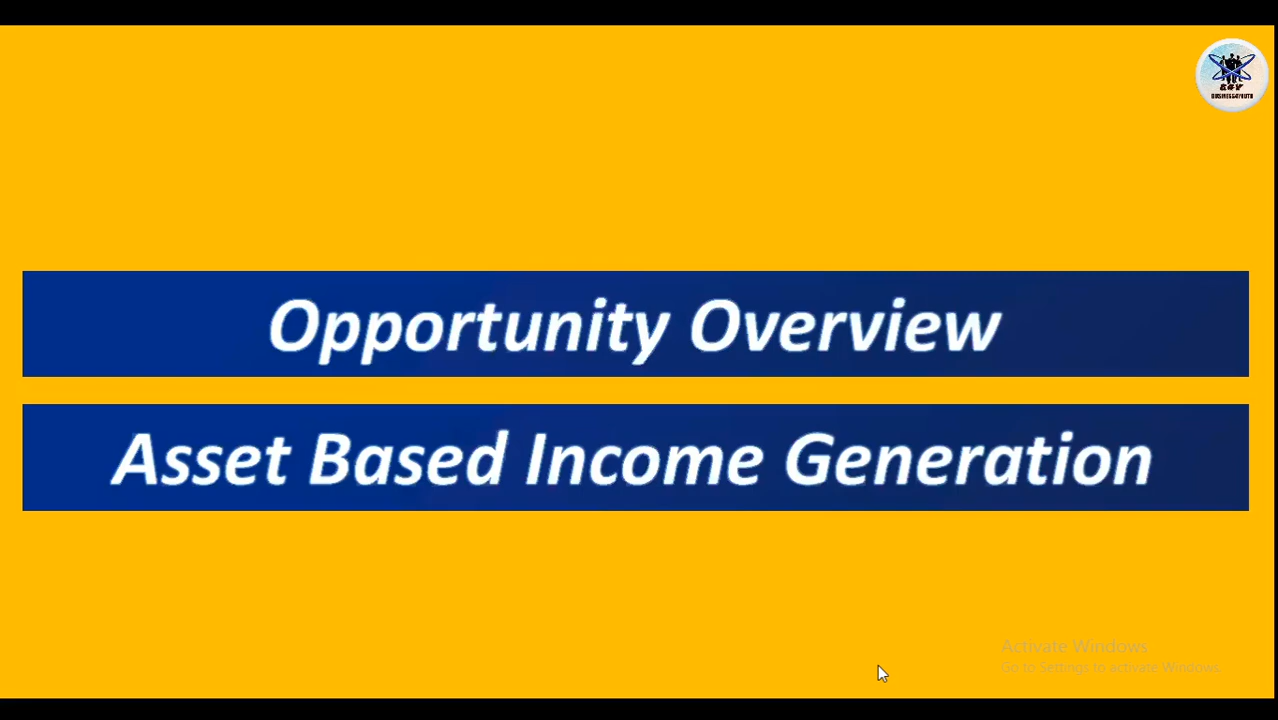 Opportunity Overview
Asset Based Income Generation
Activate Windows
Go to Settings to activate Windows.